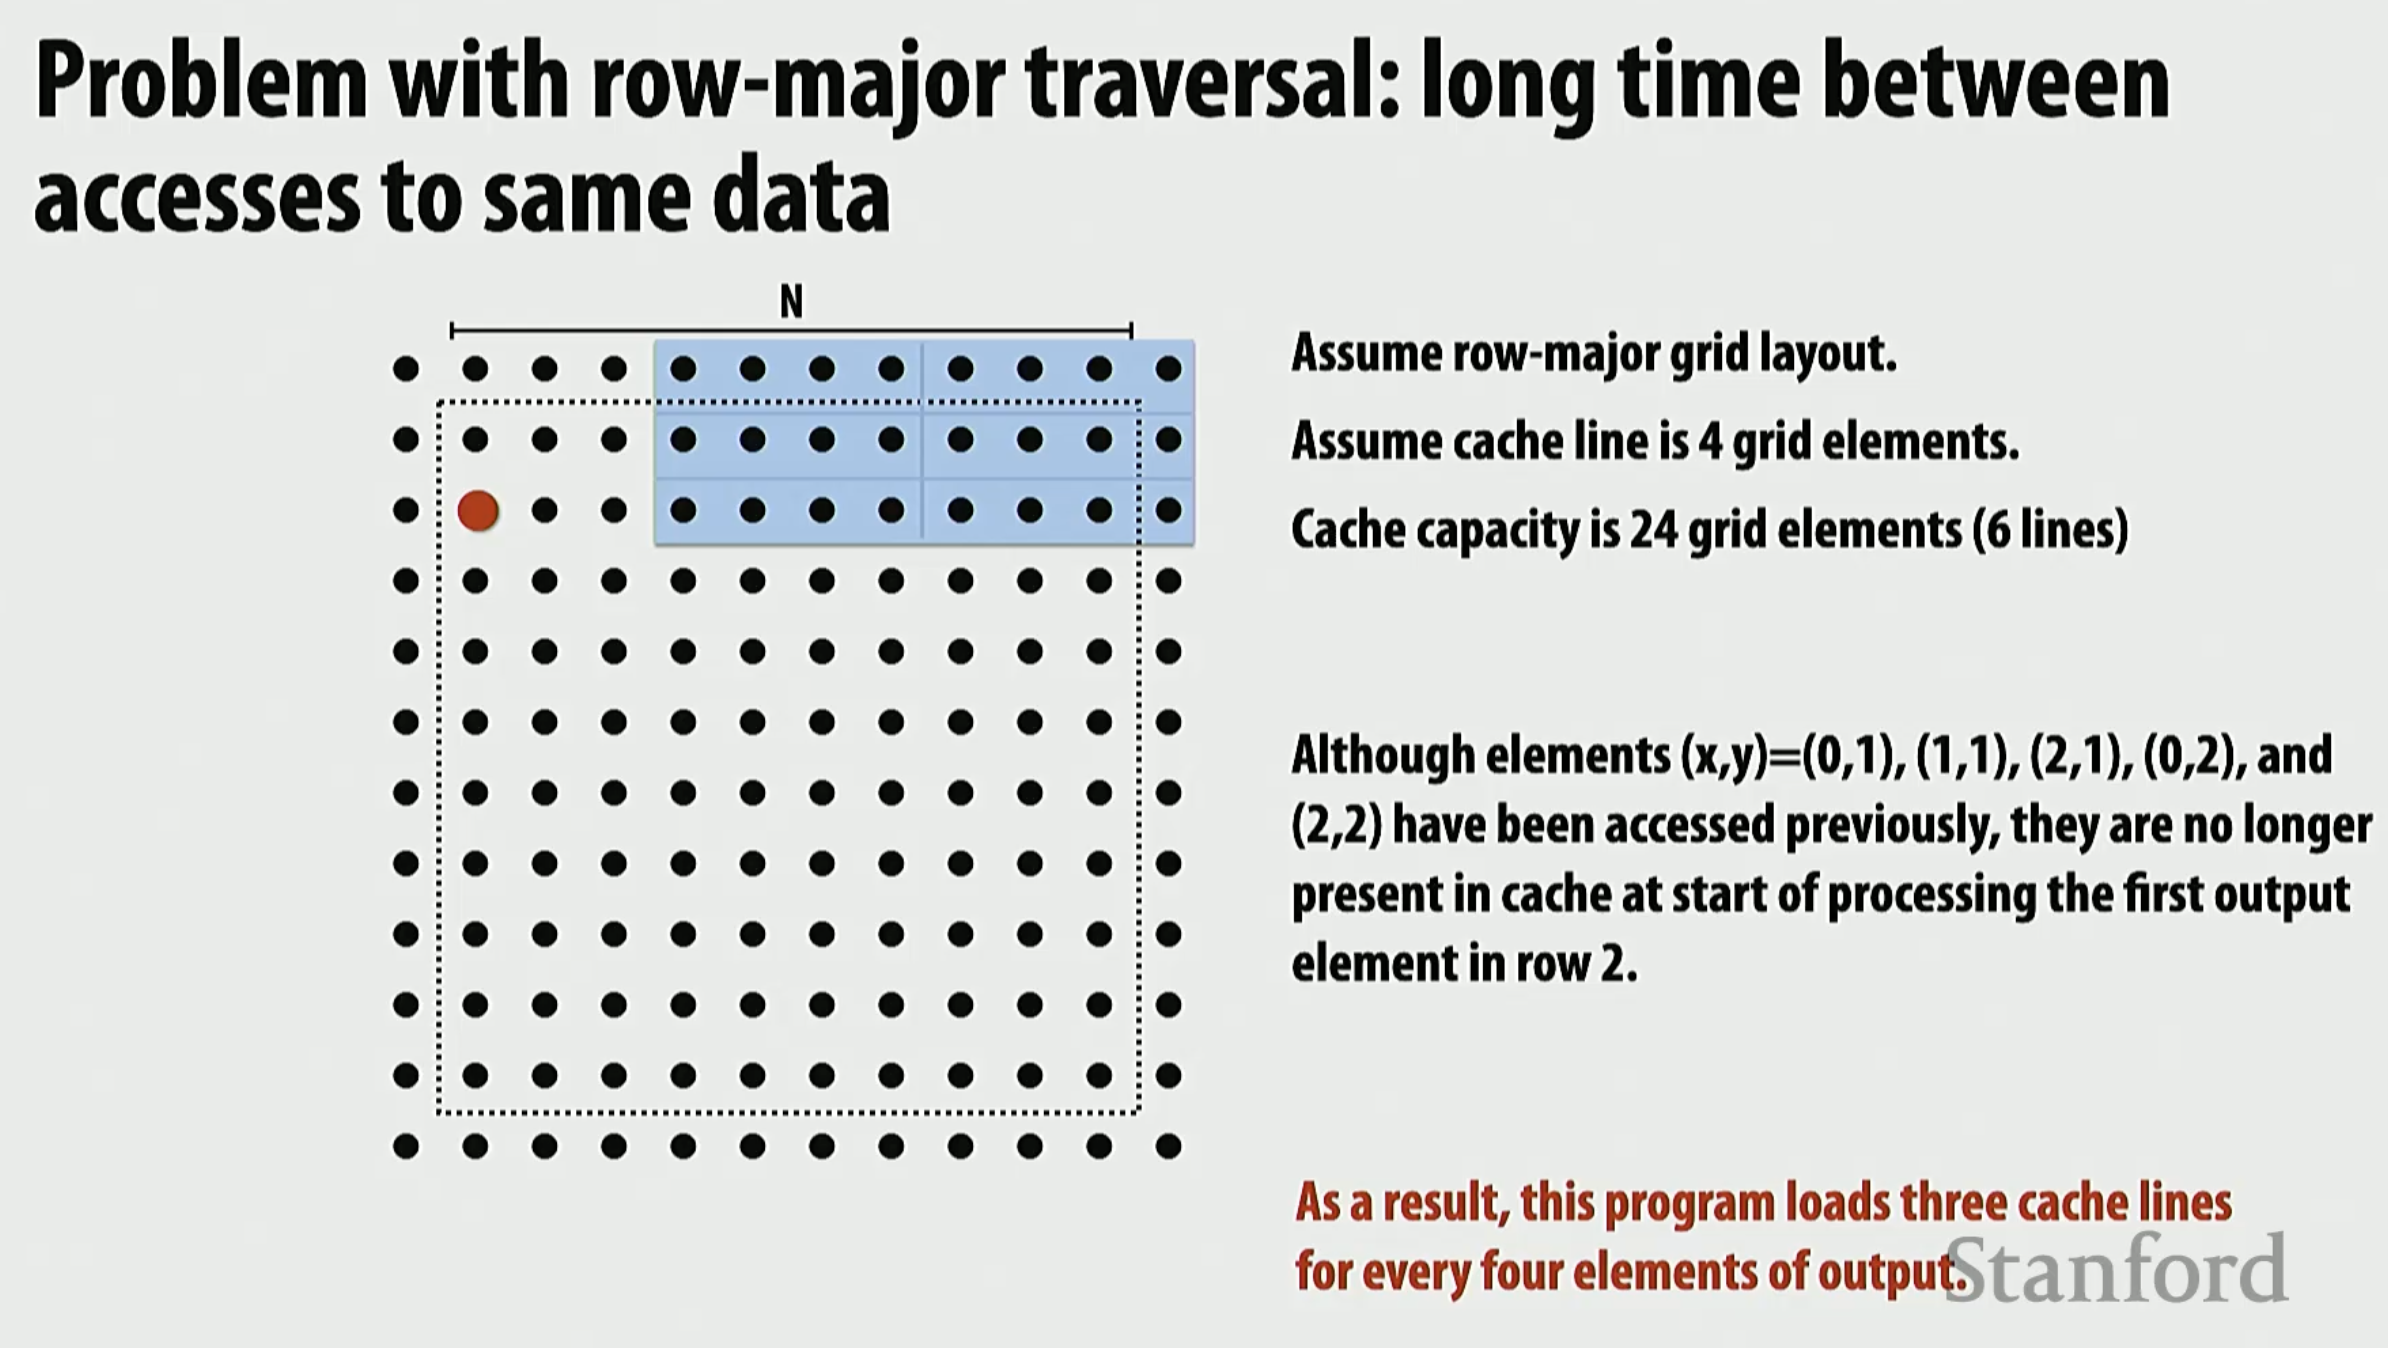 Problem with row-major traversal: long time between
accesses to same data
N
Assume row-major grid layout.
Assume cache line is 4 grid elements.
Cache capacity is 24 grid elements (6 lines)
Although elements (x,y)=(0,1), (1,1), (2,1), (0,2), and
(2,2) have been accessed previously, they are no longer
present in cache at start of processing the first output
element in row 2.
As a result, this program loads three cache lines
for every four elements of output.
Stanford